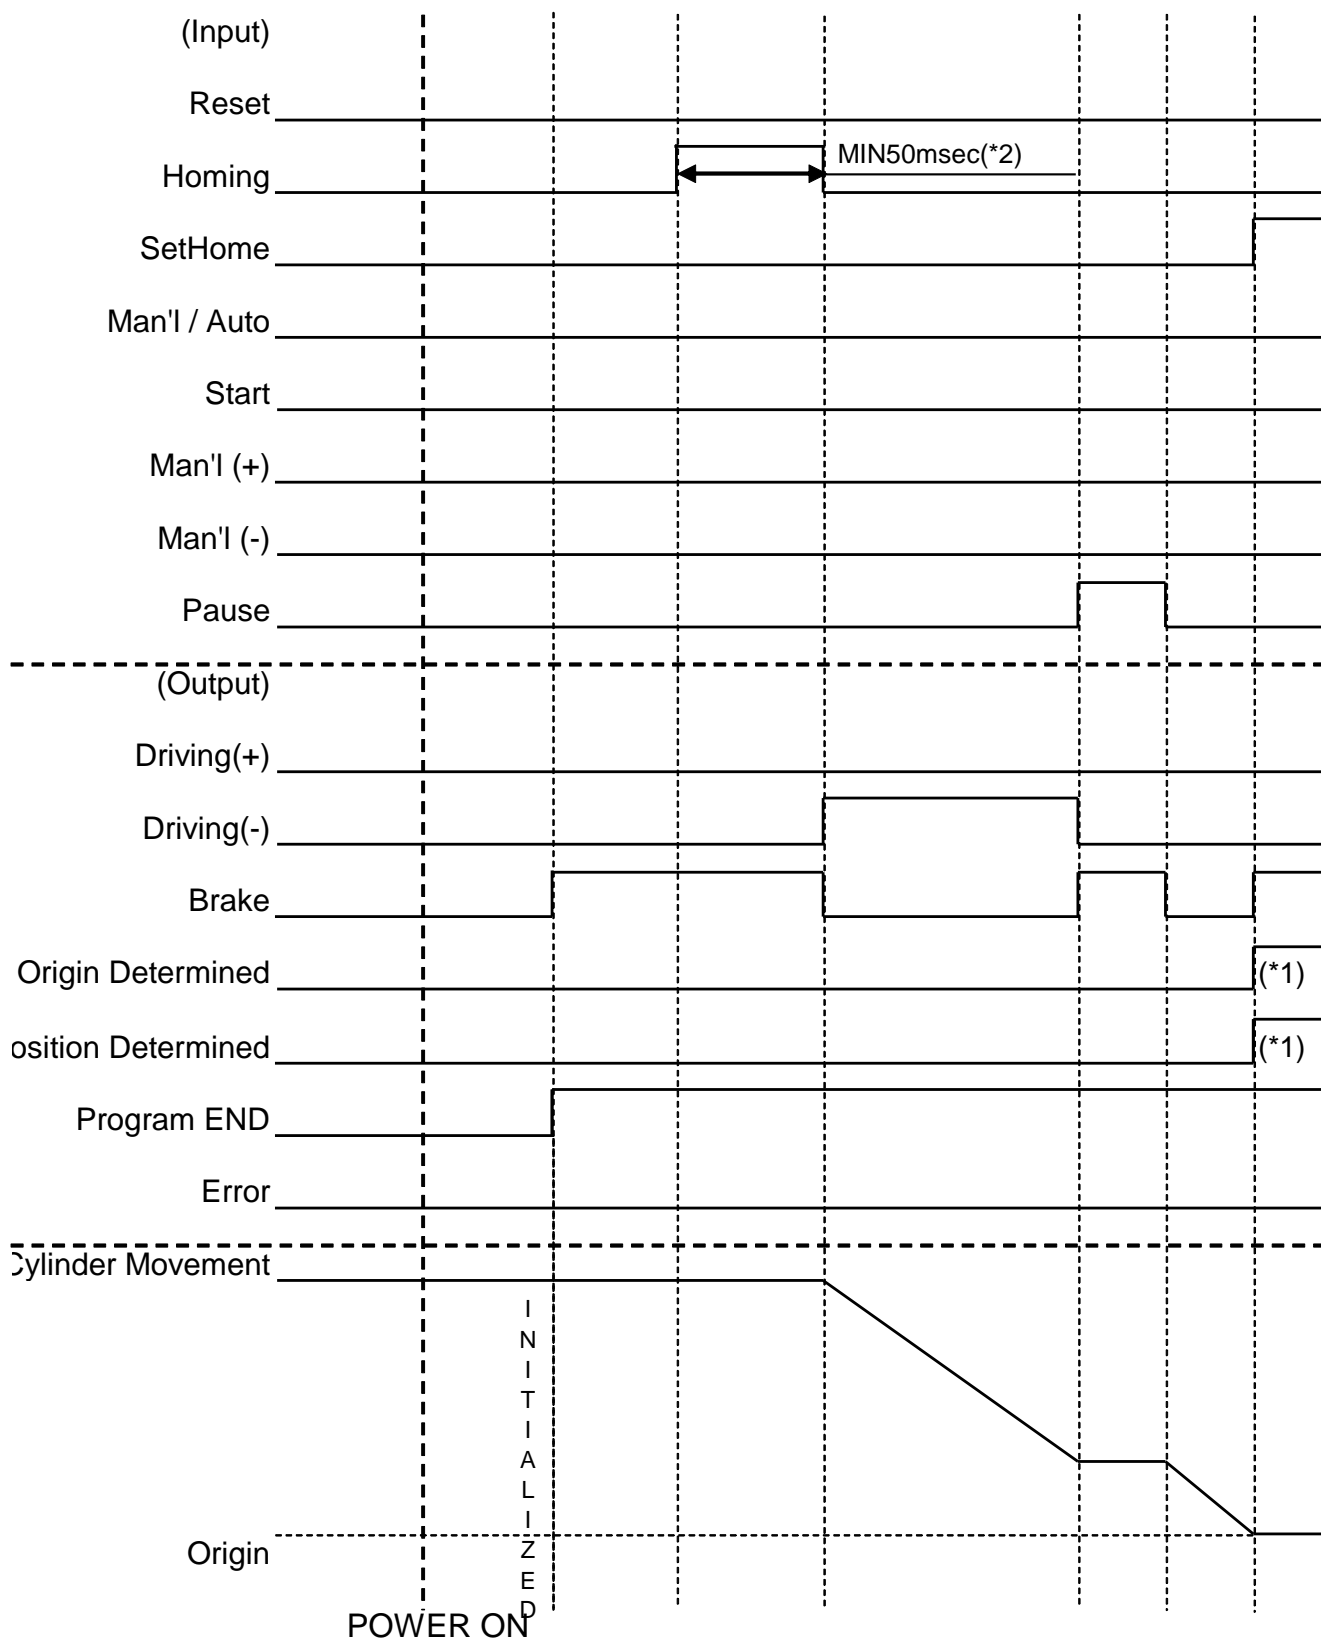 (Input)
Reset
Homing
MIN50msec(*2)
SetHome
Man'l / Auto
Start
Man'l (+)
Man'l (-)
Pause
(Output)
Driving(+)
Driving(-)
Brake
Origin Determined
(*1)
osition Determined
(*1)
Program END
Error
Cylinder Movement
INITIALIZED
Origin
POWER ON